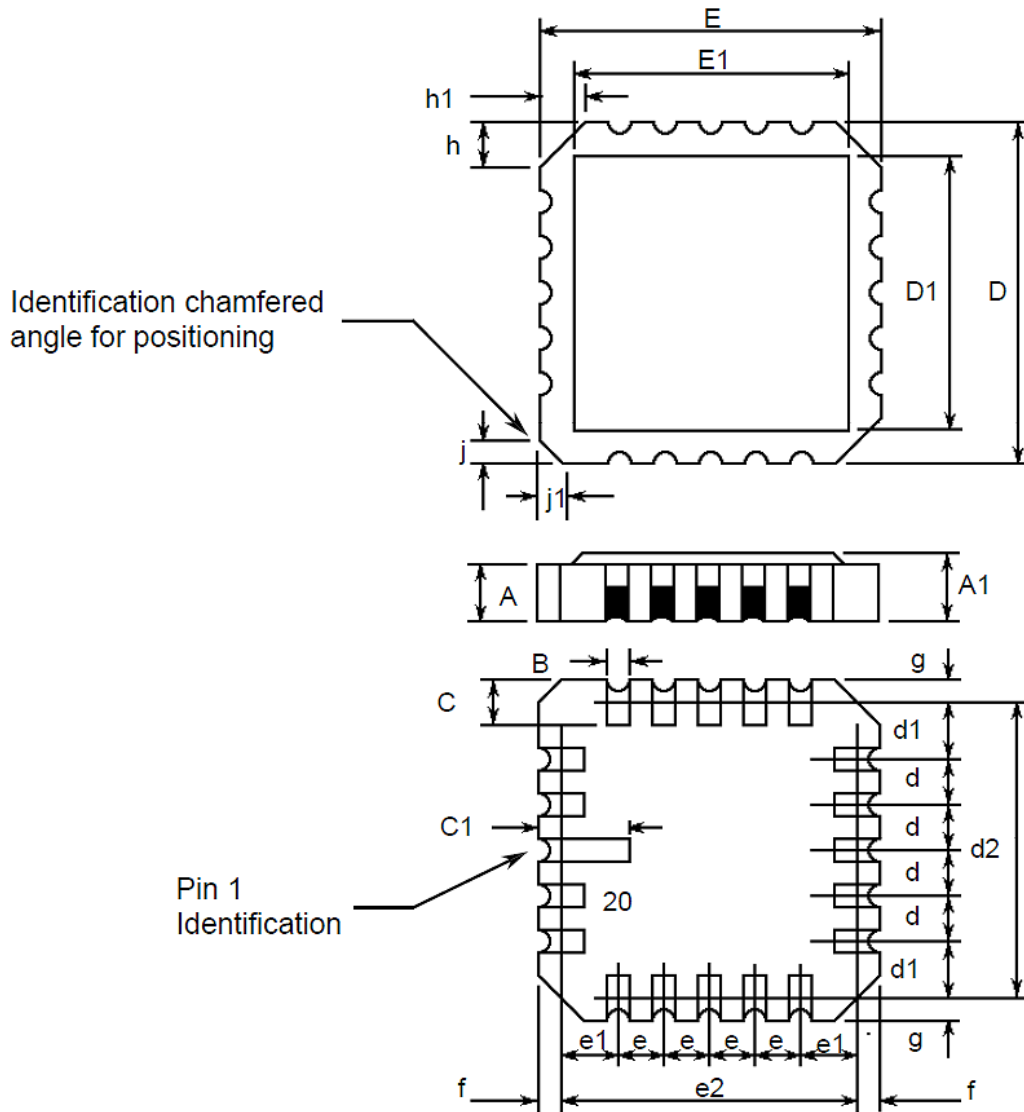 E
E1
h1
h
D1
D
Identification chamfered
angle for positioning
j
j1
A
A1
B
g
C
d1
d
C1
d
d2
d
Pin 1
Identification
20
d
d1
g
e1 e e e e e1
f
e2
f